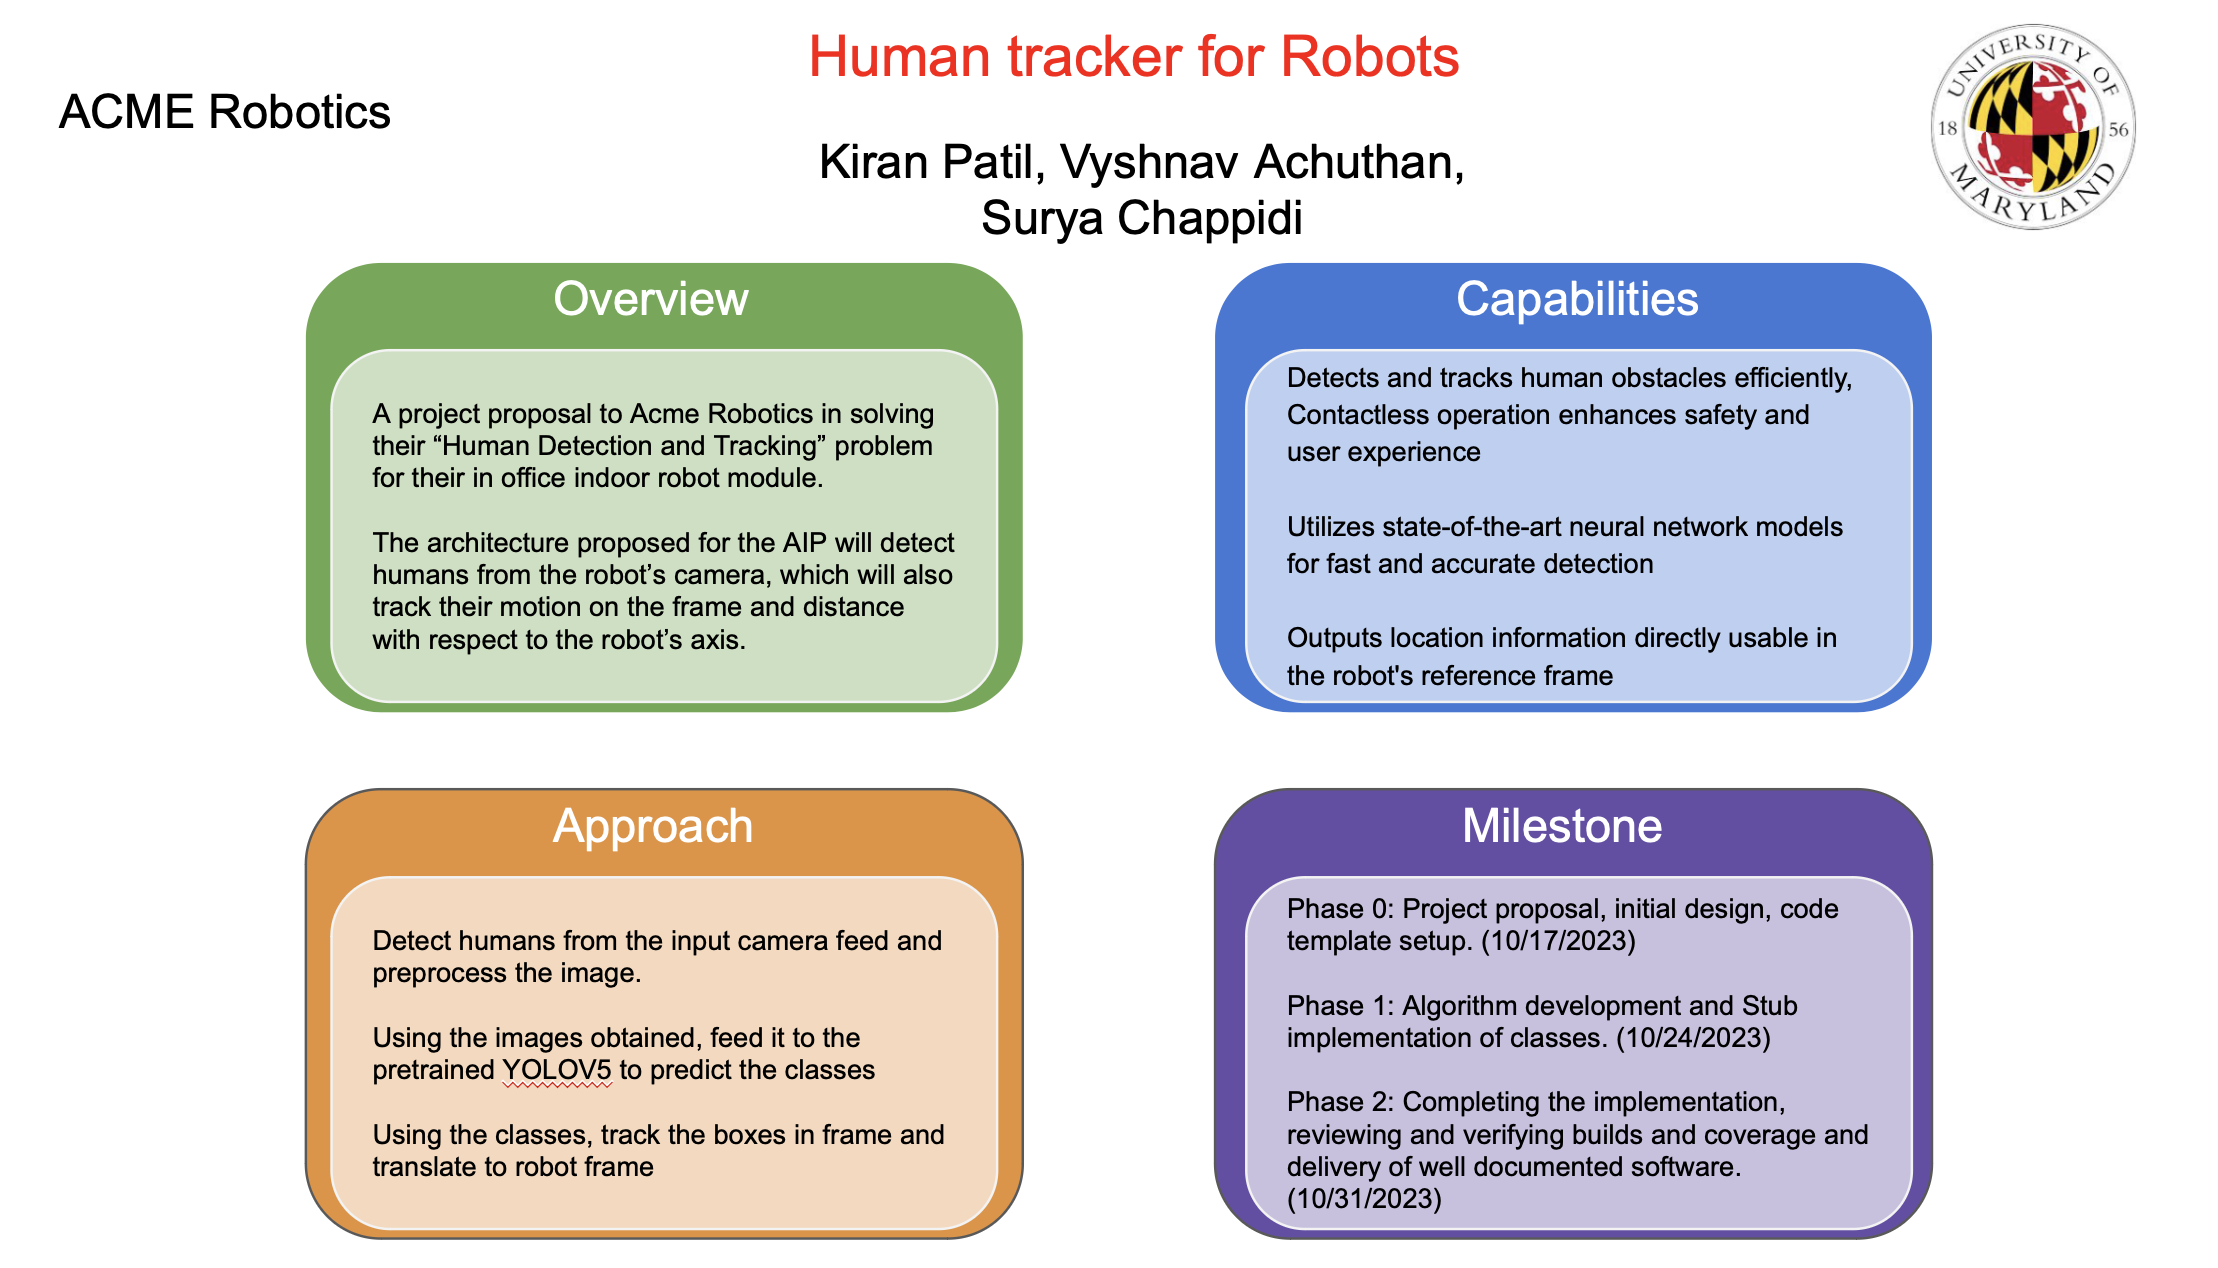 Human tracker for Robots
ACME Robotics
Kiran Patil, Vyshnav Achuthan,
Surya Chappidi
UNIVERSITY OF
18 56
MARYLAND
Overview
A project proposal to Acme Robotics in solving
their “Human Detection and Tracking” problem
for their in office indoor robot module.
The architecture proposed for the AIP will detect
humans from the robot’s camera, which will also
track their motion on the frame and distance
with respect to the robot’s axis.
Capabilities
Detects and tracks human obstacles efficiently,
Contactless operation enhances safety and
user experience
Utilizes state-of-the-art neural network models
for fast and accurate detection
Outputs location information directly usable in
the robot's reference frame
Approach
Detect humans from the input camera feed and
preprocess the image.
Using the images obtained, feed it to the
pretrained YOLOV5 to predict the classes
Using the classes, track the boxes in frame and
translate to robot frame
Milestone
Phase 0: Project proposal, initial design, code
template setup. (10/17/2023)
Phase 1: Algorithm development and Stub
implementation of classes. (10/24/2023)
Phase 2: Completing the implementation,
reviewing and verifying builds and coverage and
delivery of well documented software.
(10/31/2023)